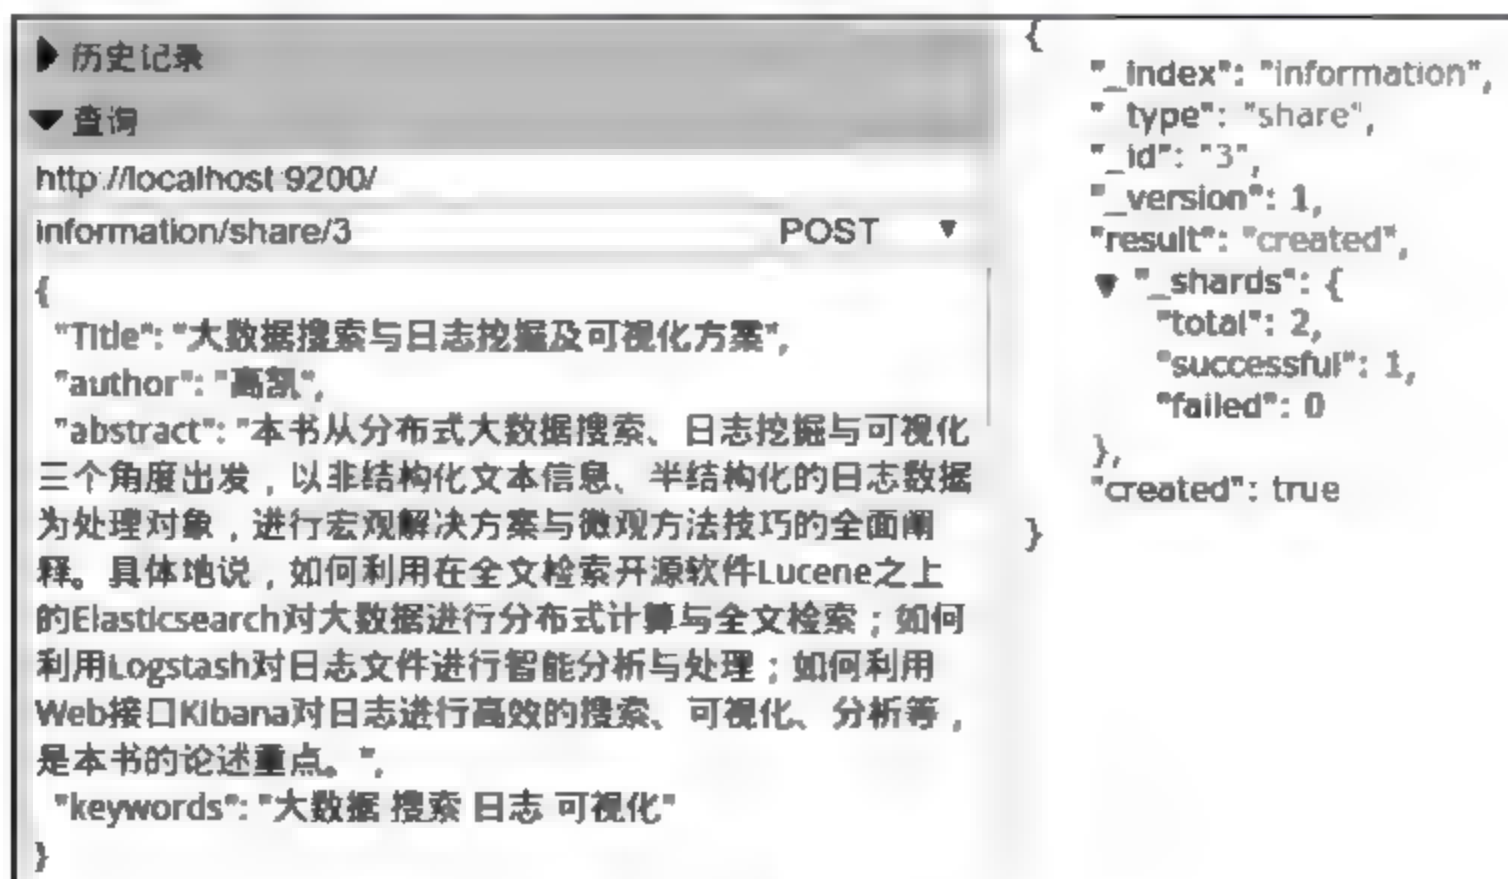 历史记录
查询
http://localhost:9200/
information/share/3 POST
{
"Title": "大数据搜索与日志挖掘及可视化方案",
"author": "高凯",
"abstract": "本书从分布式大数据搜索、日志挖掘与可视化
三个角度出发，以非结构化文本信息、半结构化的日志数据
为处理对象，进行宏观解决方案与微观方法技巧的全面阐
释。具体地说，如何利用在全文检索开源软件Lucene之上
的Elasticsearch对大数据进行分布式计算与全文检索；如何
利用Logstash对日志文件进行智能分析与处理；如何利用
Web接口Kibana对日志进行高效的搜索、可视化、分析等，
是本书的论述重点。",
"keywords": "大数据 搜索 日志 可视化"
}
{
"_index": "information",
"_type": "share",
"_id": "3",
"_version": 1,
"result": "created",
"_shards": {
"total": 2,
"successful": 1,
"failed": 0
},
"created": true
}